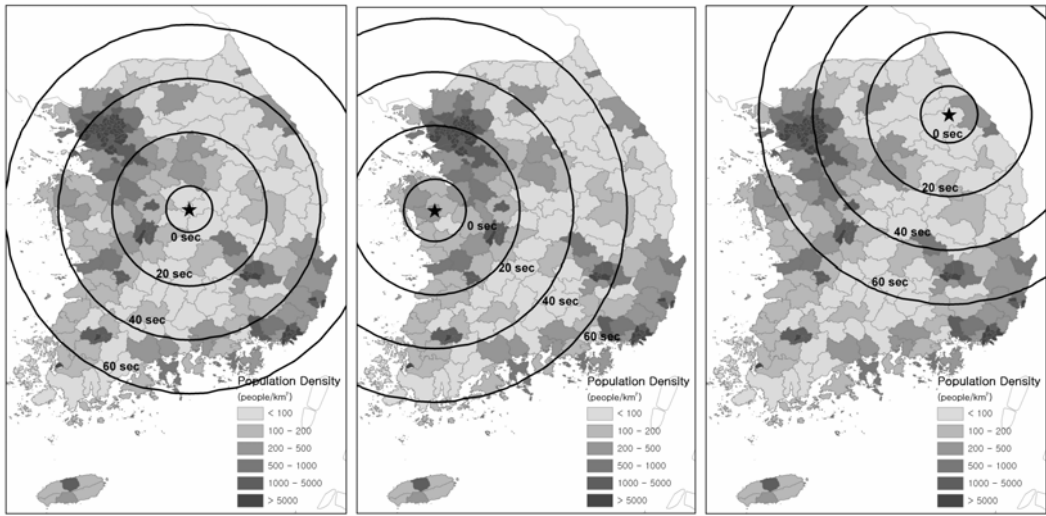 0 sec
20 sec
40 sec
60 sec
Population Density
(people/km²)
< 100
100 - 200
200 - 500
500 - 1000
1000 - 5000
> 5000
0 sec
20 sec
40 sec
60 sec
Population Density
(people/km²)
< 100
100 - 200
200 - 500
500 - 1000
1000 - 5000
> 5000
0 sec
20 sec
40 sec
60 sec
Population Density
(people/km²)
< 100
100 - 200
200 - 500
500 - 1000
1000 - 5000
> 5000